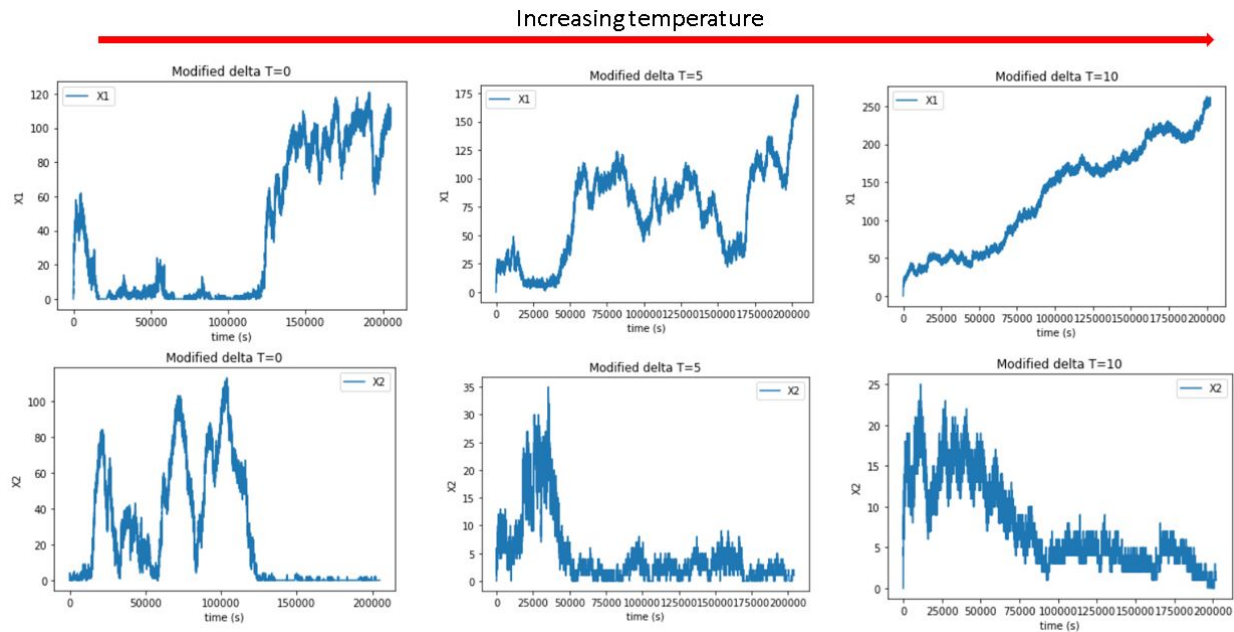 Increasing temperature
Modified delta T=0
X1
120
100
80
60
40
20
0
X1
0 50000 100000 150000 200000
time (s)
Modified delta T=5
X1
175
150
125
100
75
50
25
0
X1
0 25000 50000 75000 100000 125000 150000 175000 200000
time (s)
Modified delta T=10
X1
250
200
150
100
50
0
X1
0 25000 50000 75000 100000 125000 150000 175000 200000
time (s)
Modified delta T=0
X2
100
80
60
40
20
0
X2
0 50000 100000 150000 200000
time (s)
Modified delta T=5
X2
35
30
25
20
15
10
5
0
X2
0 25000 50000 75000 100000 125000 150000 175000 200000
time (s)
Modified delta T=10
X2
25
20
15
10
5
0
X2
0 25000 50000 75000 100000 125000 150000 175000 200000
time (s)